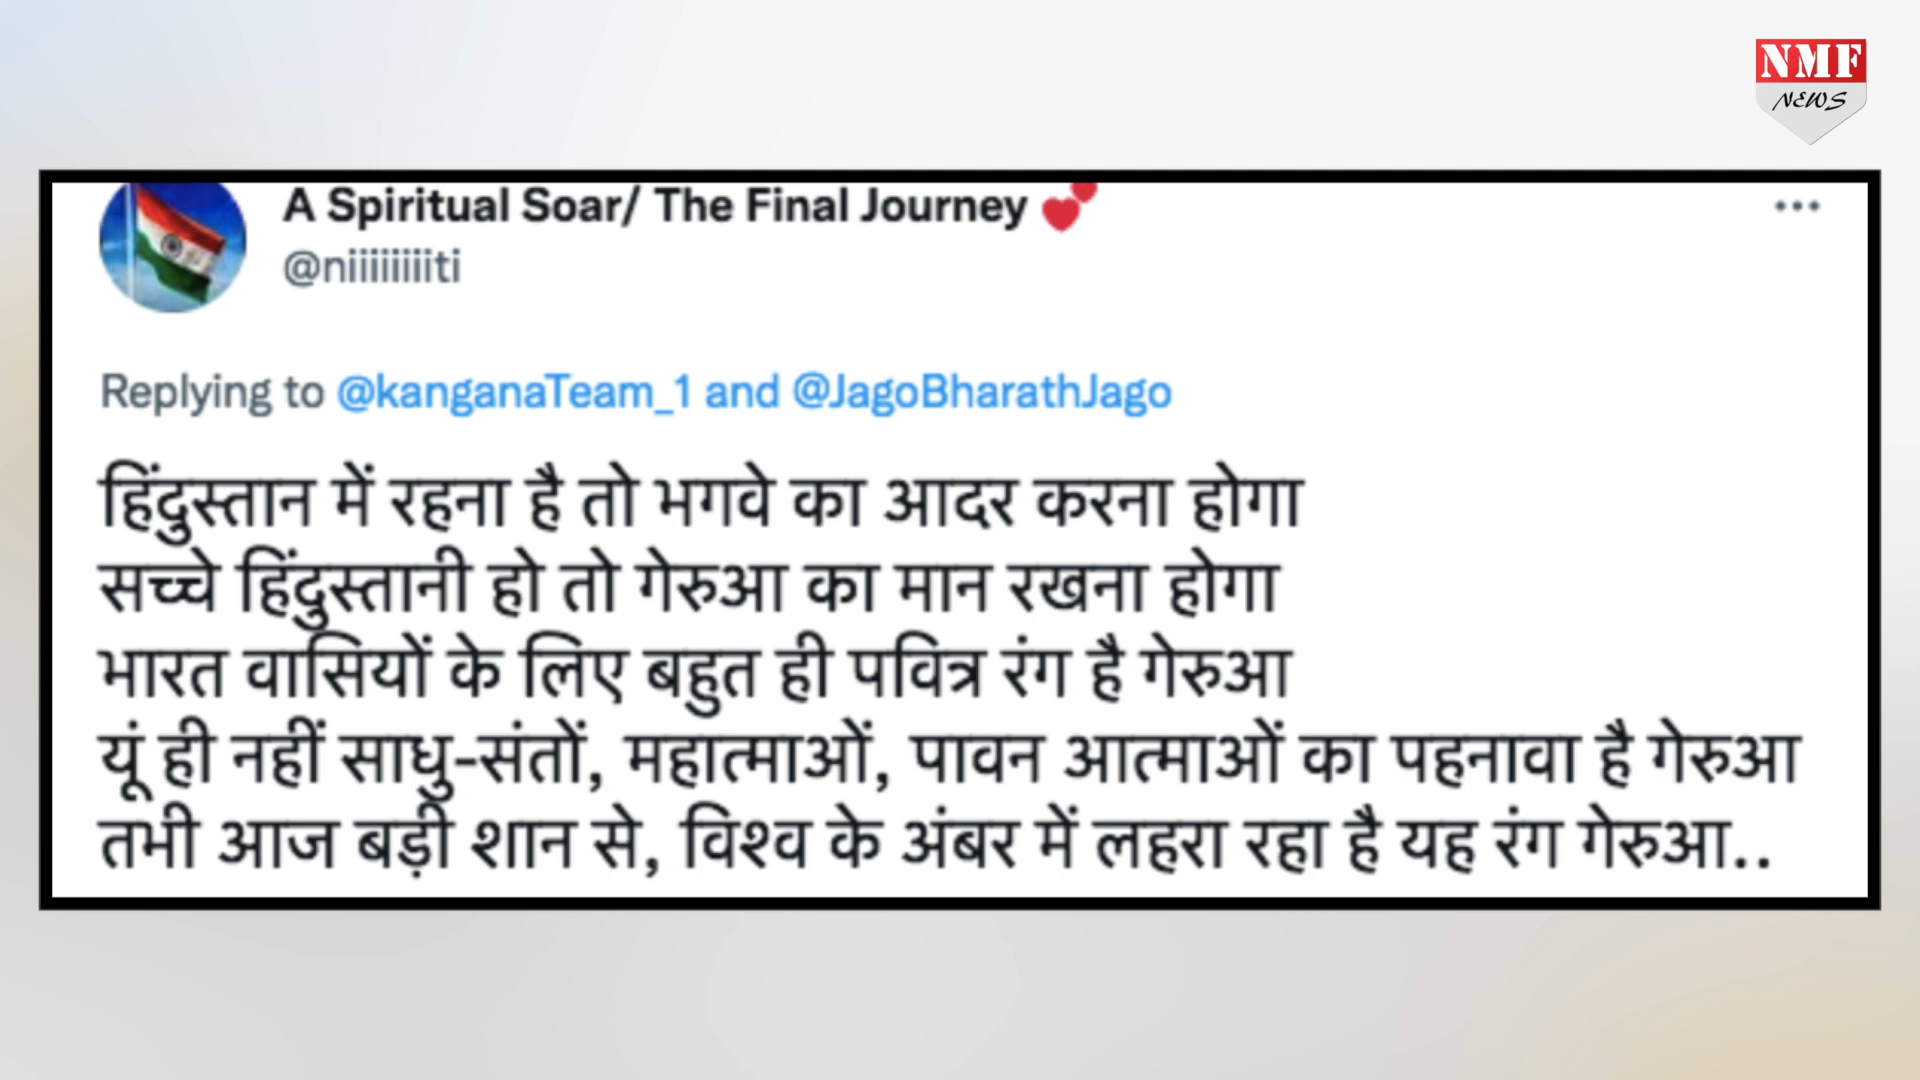 NMF
NEWS
A Spiritual Soar/ The Final Journey 💕
@niiiiiiiiiti
Replying to @kanganaTeam_1 and @JagoBharathJago
हिंदुस्तान में रहना है तो भगवे का आदर करना होगा
सच्चे हिंदुस्तानी हो तो गेरुआ का मान रखना होगा
भारत वासियों के लिए बहुत ही पवित्र रंग है गेरुआ
यूं ही नहीं साधु-संतों, महात्माओं, पावन आत्माओं का पहनावा है गेरुआ
तभी आज बड़ी शान से, विश्व के अंबर में लहरा रहा है यह रंग गेरुआ..